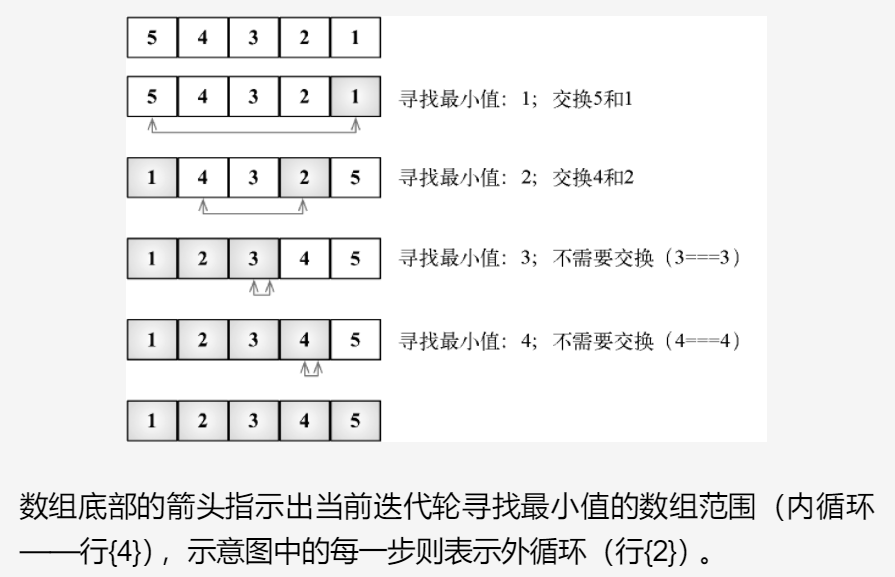 5 4 3 2 1
5 4 3 2 1 寻找最小值：1；交换5和1
1 4 3 2 5 寻找最小值：2；交换4和2
1 2 3 4 5 寻找最小值：3；不需要交换（3===3）
1 2 3 4 5 寻找最小值：4；不需要交换（4===4）
1 2 3 4 5
数组底部的箭头指示出当前迭代轮寻找最小值的数组范围（内循环
——行{4}），示意图中的每一步则表示外循环（行{2}）。